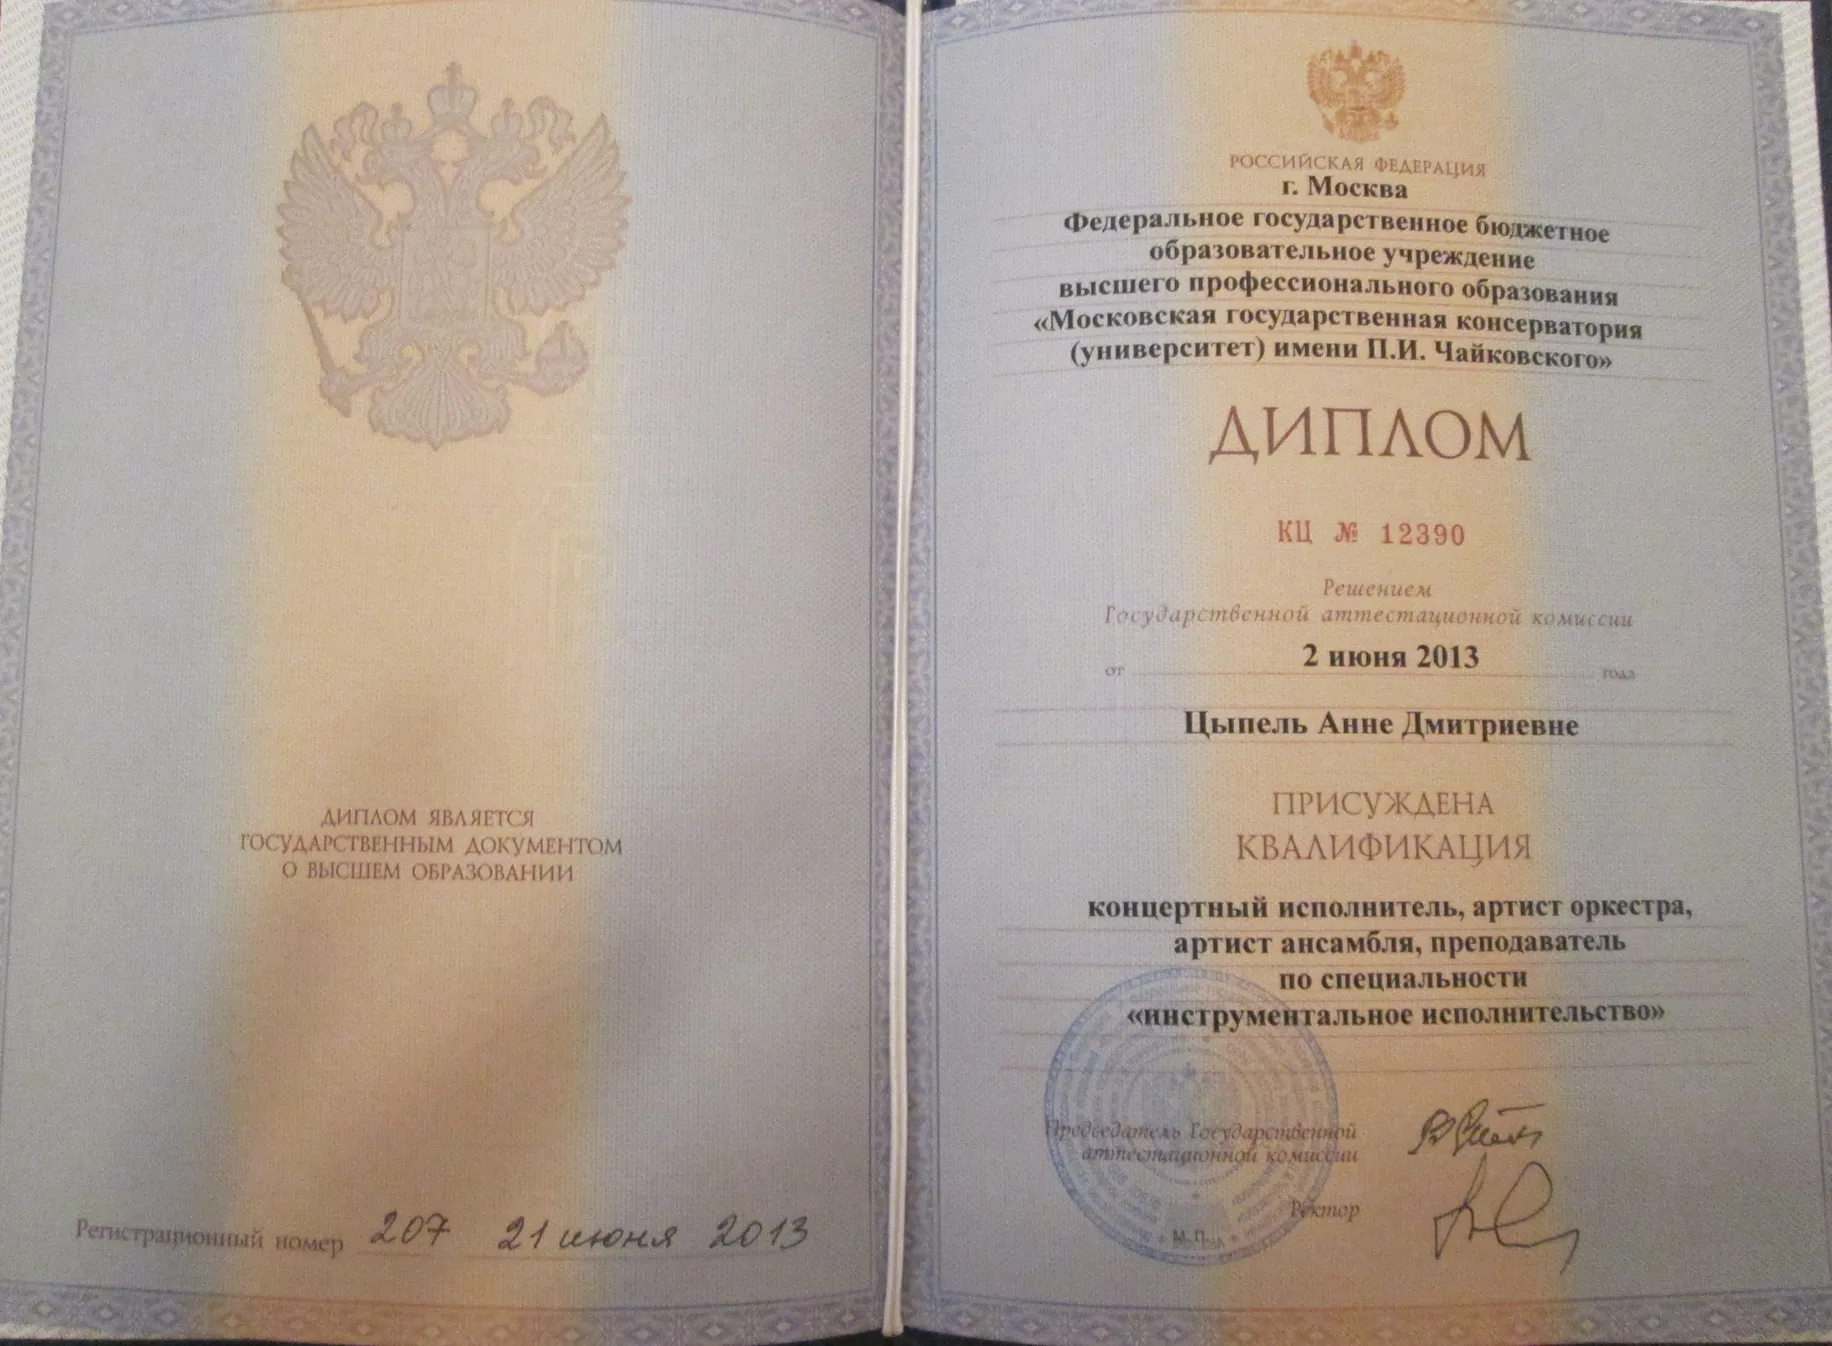 ДИПЛОМ ЯВЛЯЕТСЯ
ГОСУДАРСТВЕННЫМ ДОКУМЕНТОМ
О ВЫСШЕМ ОБРАЗОВАНИИ
Регистрационный номер 207 21 июня 2013
РОССИЙСКАЯ ФЕДЕРАЦИЯ
г. Москва
Федеральное государственное бюджетное
образовательное учреждение
высшего профессионального образования
«Московская государственная консерватория
(университет) имени П.И. Чайковского»
ДИПЛОМ
КЦ № 12390
Решением
Государственной аттестационной комиссии
от 2 июня 2013 года
Цыпель Анне Дмитриевне
ПРИСУЖДЕНА
КВАЛИФИКАЦИЯ
концертный исполнитель, артист оркестра,
артист ансамбля, преподаватель
по специальности
«инструментальное исполнительство»
Председатель Государственной
аттестационной комиссии
Ректор
М. П.